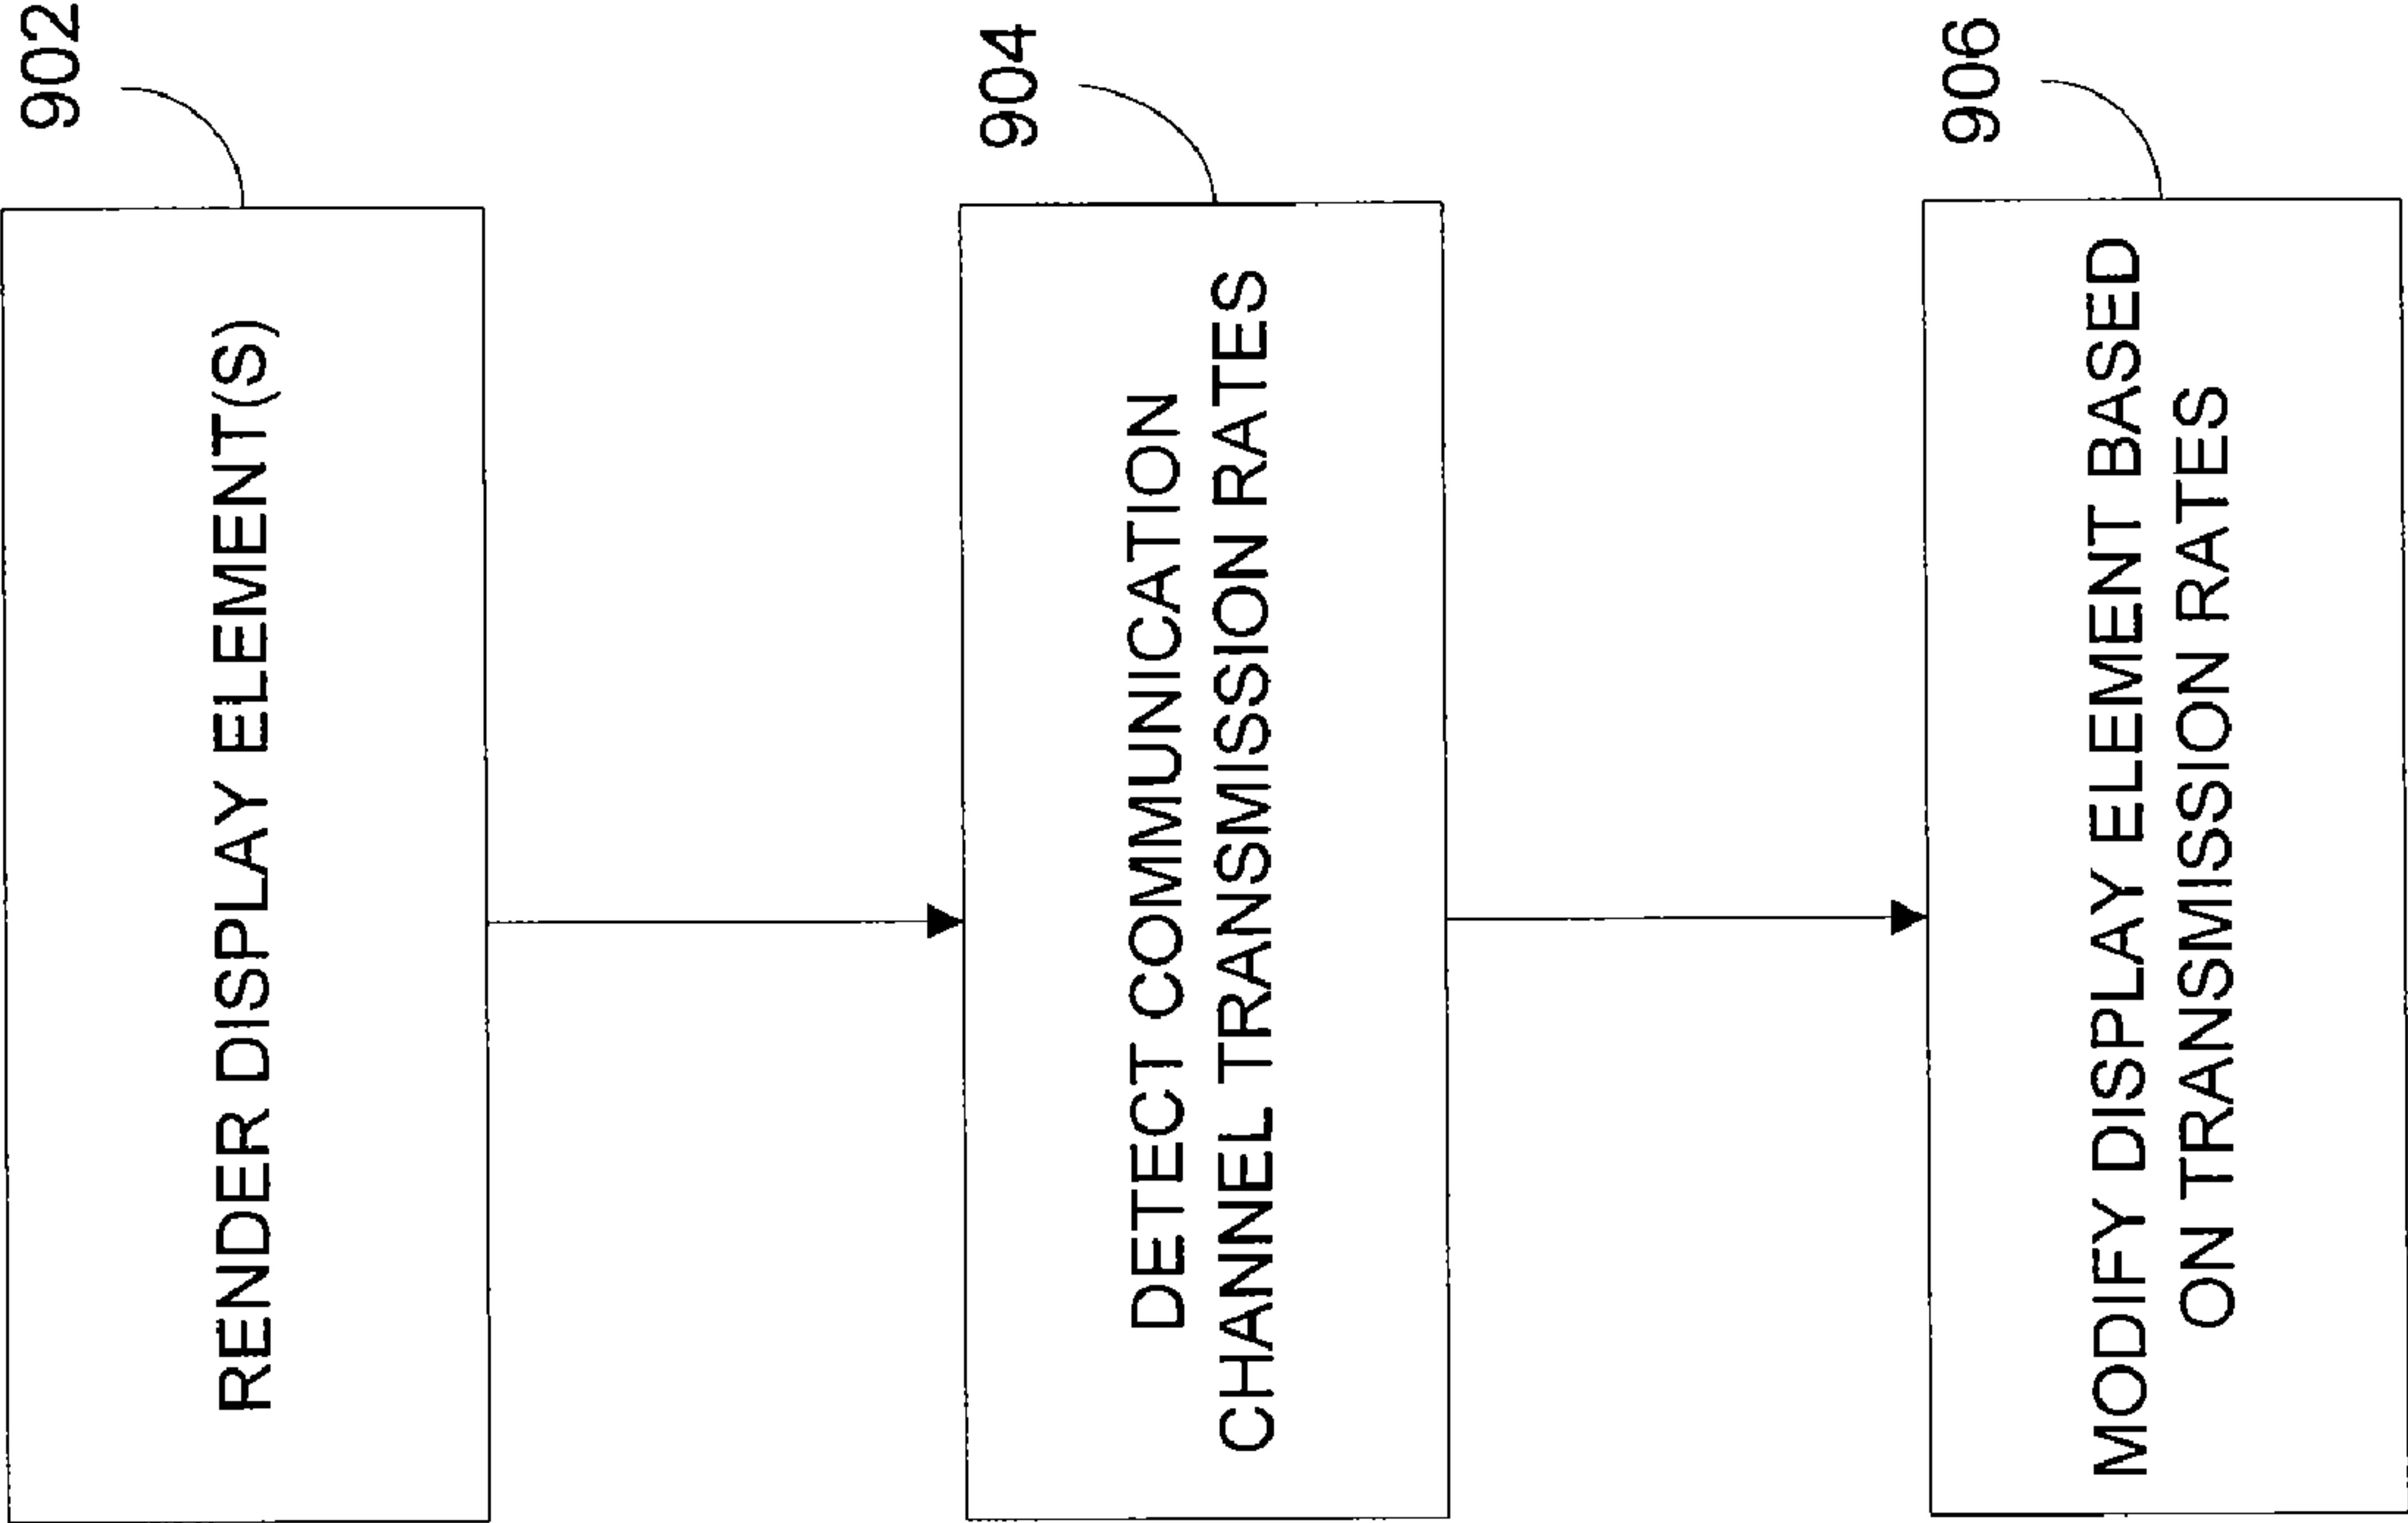 902
RENDER DISPLAY ELEMENT(S)
904
DETECT COMMUNICATION
CHANNEL TRANSMISSION RATES
906
MODIFY DISPLAY ELEMENT BASED
ON TRANSMISSION RATES